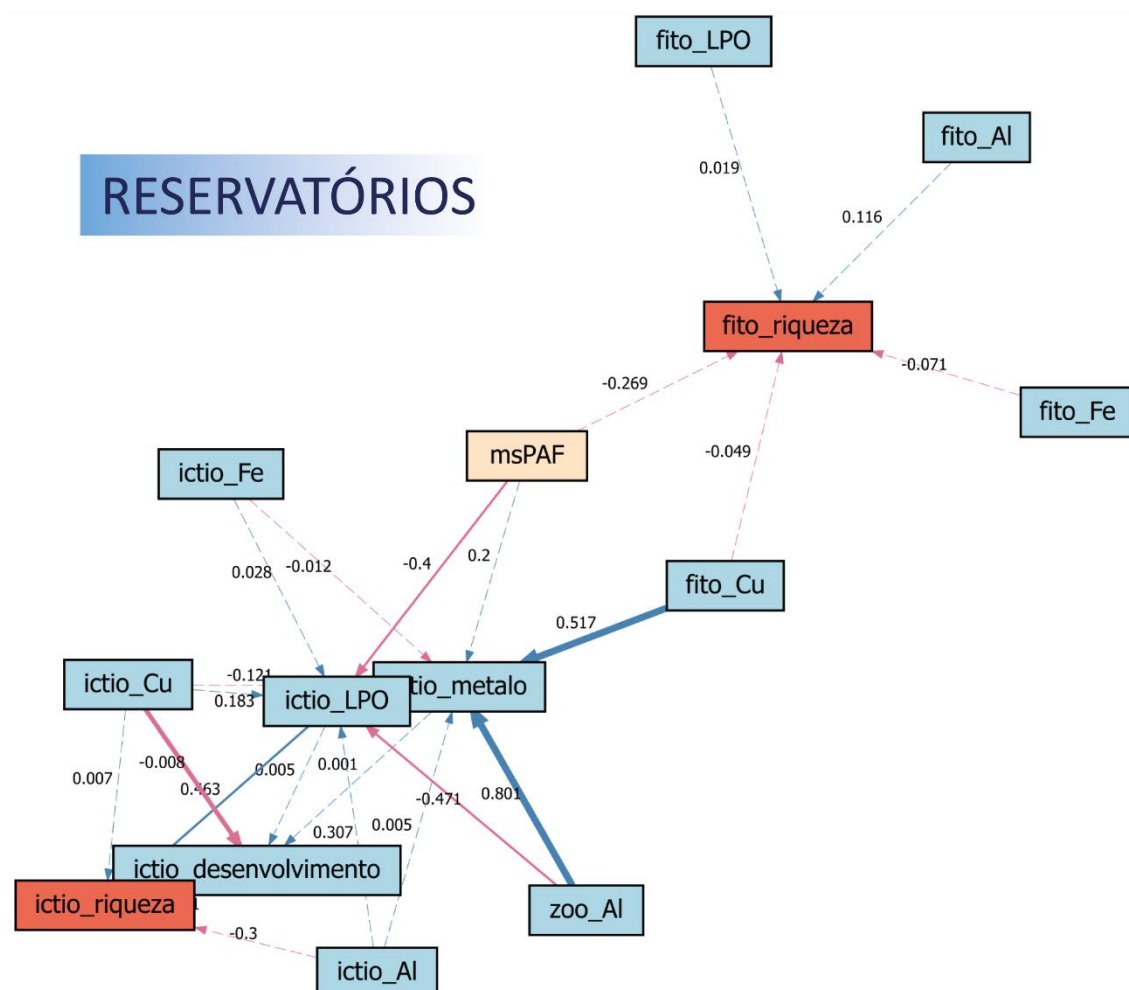 fito_LPO
fito_Al
RESERVATÓRIOS
0.019
0.116
fito_riqueza
-0.269
-0.071
fito_Fe
msPAF
ictio_Fe
-0.049
-0.4
0.2
0.028
-0.012
fito_Cu
0.517
ictio_Cu
-0.121
ictio_LPO
tio_metalo
0.183
0.007
-0.008
0.005
0.001
0.463
-0.471
0.801
0.307
0.005
ictio_desenvolvimento
ictio_riqueza
zoo_Al
-0.3
ictio_Al